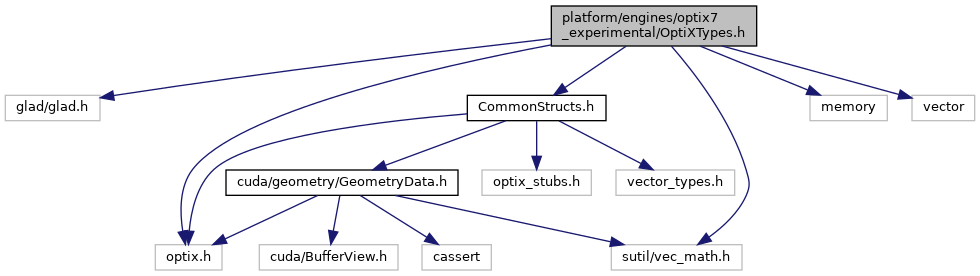 platform/engines/optix7
_experimental/OptiXTypes.h
glad/glad.h
CommonStructs.h
memory
vector
cuda/geometry/GeometryData.h
optix_stubs.h
vector_types.h
optix.h
cuda/BufferView.h
cassert
sutil/vec_math.h